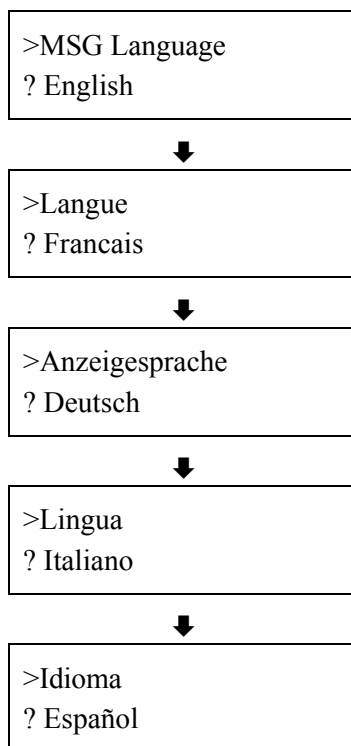 >MSG Language
? English
>Langue
? Francais
>Anzeigesprache
? Deutsch
>Lingua
? Italiano
>Idioma
? Español